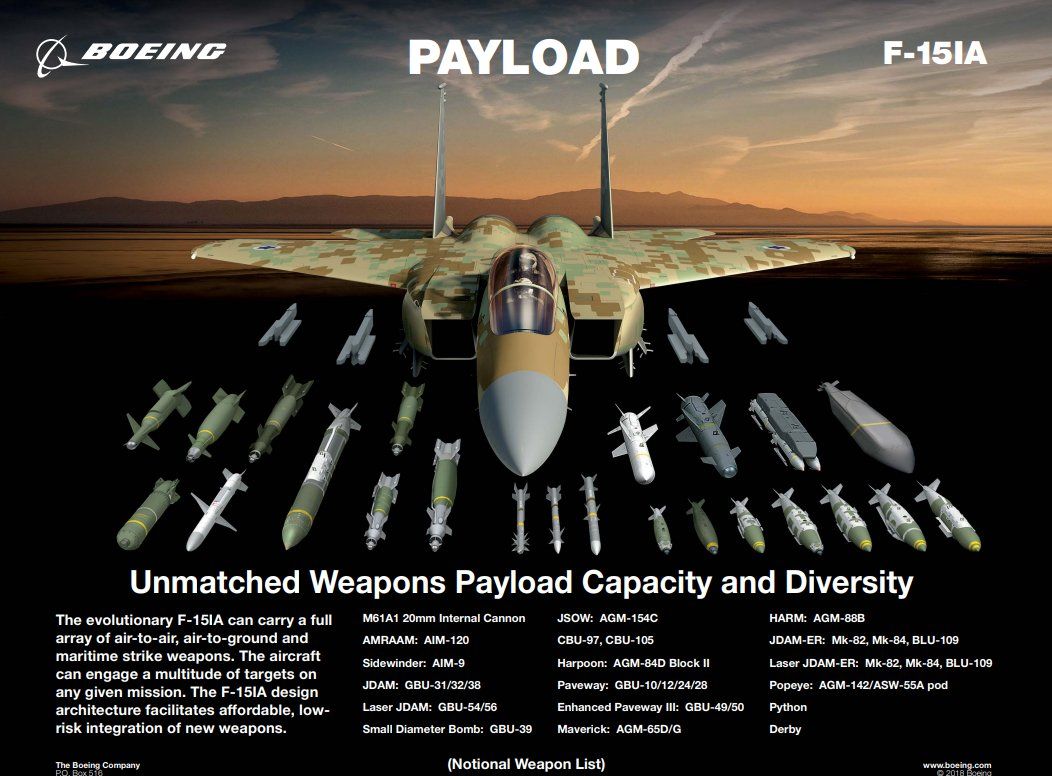 BOEING
PAYLOAD
F-15IA
Unmatched Weapons Payload Capacity and Diversity
The evolutionary F-15IA can carry a full
array of air-to-air, air-to-ground and
maritime strike weapons. The aircraft
can engage a multitude of targets on
any given mission. The F-15IA design
architecture facilitates affordable, low-
risk integration of new weapons.
M61A1 20mm Internal Cannon
AMRAAM: AIM-120
Sidewinder: AIM-9
JDAM: GBU-31/32/38
Laser JDAM: GBU-54/56
Small Diameter Bomb: GBU-39
JSOW: AGM-154C
CBU-97, CBU-105
Harpoon: AGM-84D Block II
Paveway: GBU-10/12/24/28
Enhanced Paveway III: GBU-49/50
Maverick: AGM-65D/G
HARM: AGM-88B
JDAM-ER: Mk-82, Mk-84, BLU-109
Laser JDAM-ER: Mk-82, Mk-84, BLU-109
Popeye: AGM-142/ASW-55A pod
Python
Derby
The Boeing Company
P.O. Box 516
(Notional Weapon List)
www.boeing.com
© 2018 Boeing